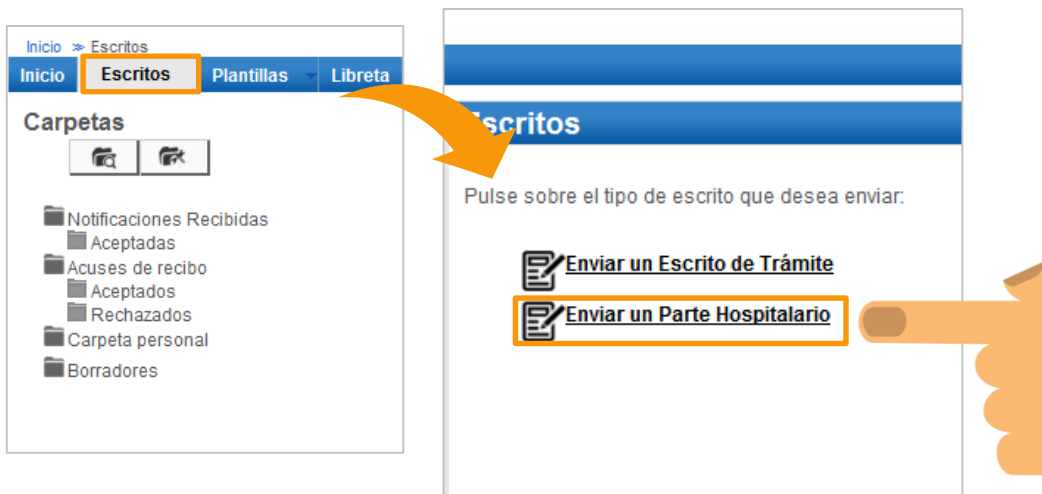 Inicio ≫ Escritos
Inicio Escritos Plantillas Libreta
Carpetas
Notificaciones Recibidas
Aceptadas
Acuses de recibo
Aceptados
Rechazados
Carpeta personal
Borradores
Escritos
Pulse sobre el tipo de escrito que desea enviar:
Enviar un Escrito de Trámite
Enviar un Parte Hospitalario